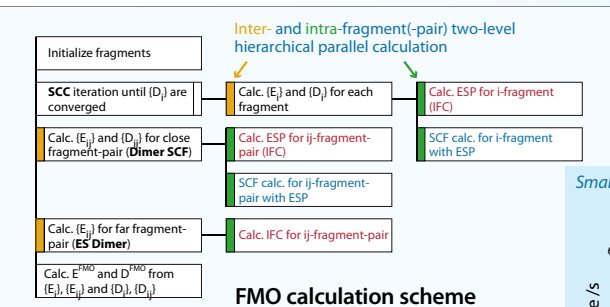 Inter- and intra-fragment(-pair) two-level
hierarchical parallel calculation
Initialize fragments
SCC iteration until {Di} are
converged
Calc. {Ei} and {Di} for each
fragment
Calc. ESP for i-fragment
(IFC)
SCF calc. for i-fragment
with ESP
Calc. {Eij} and {Dij} for close
fragment-pair (Dimer SCF)
Calc. ESP for ij-fragment-
pair (IFC)
SCF calc. for ij-fragment-
pair with ESP
Calc. {Eij} for far fragment-
pair (ES Dimer)
Calc. IFC for ij-fragment-pair
Calc. E^FMO and D^FMO from
{Ei}, {Eij} and {Di}, {Dij}
FMO calculation scheme